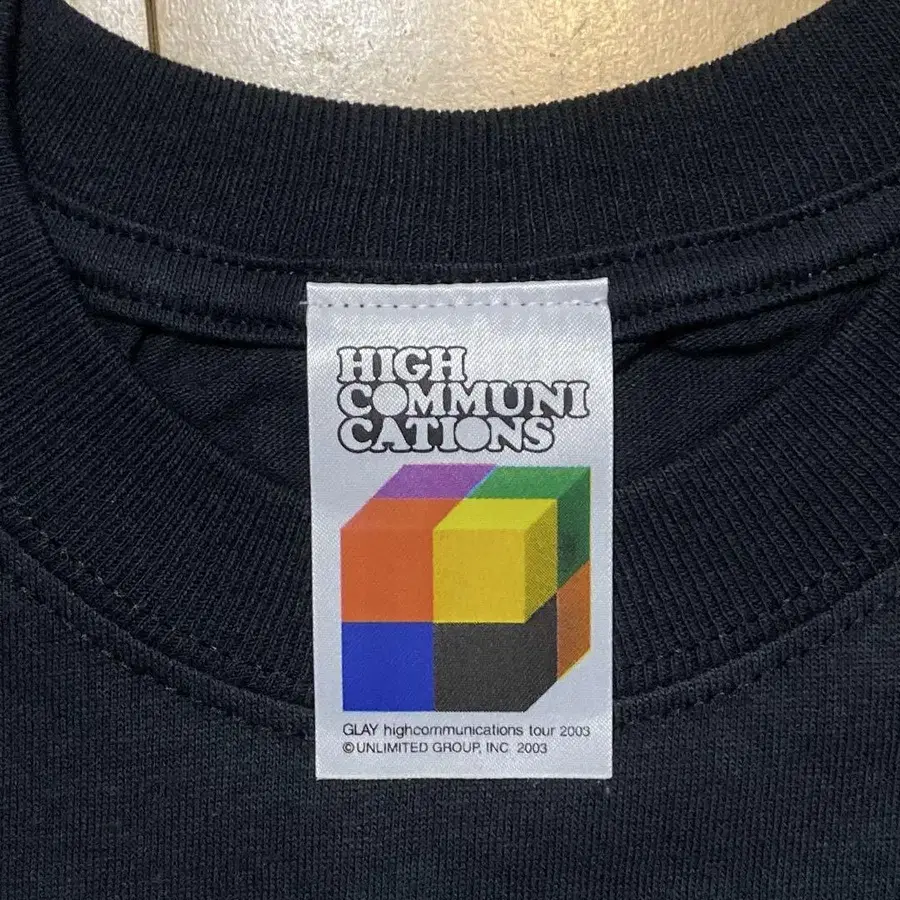 HIGH
COMMUNI
CATIONS
GLAY highcommunications tour 2003
©UNLIMITED GROUP, INC 2003